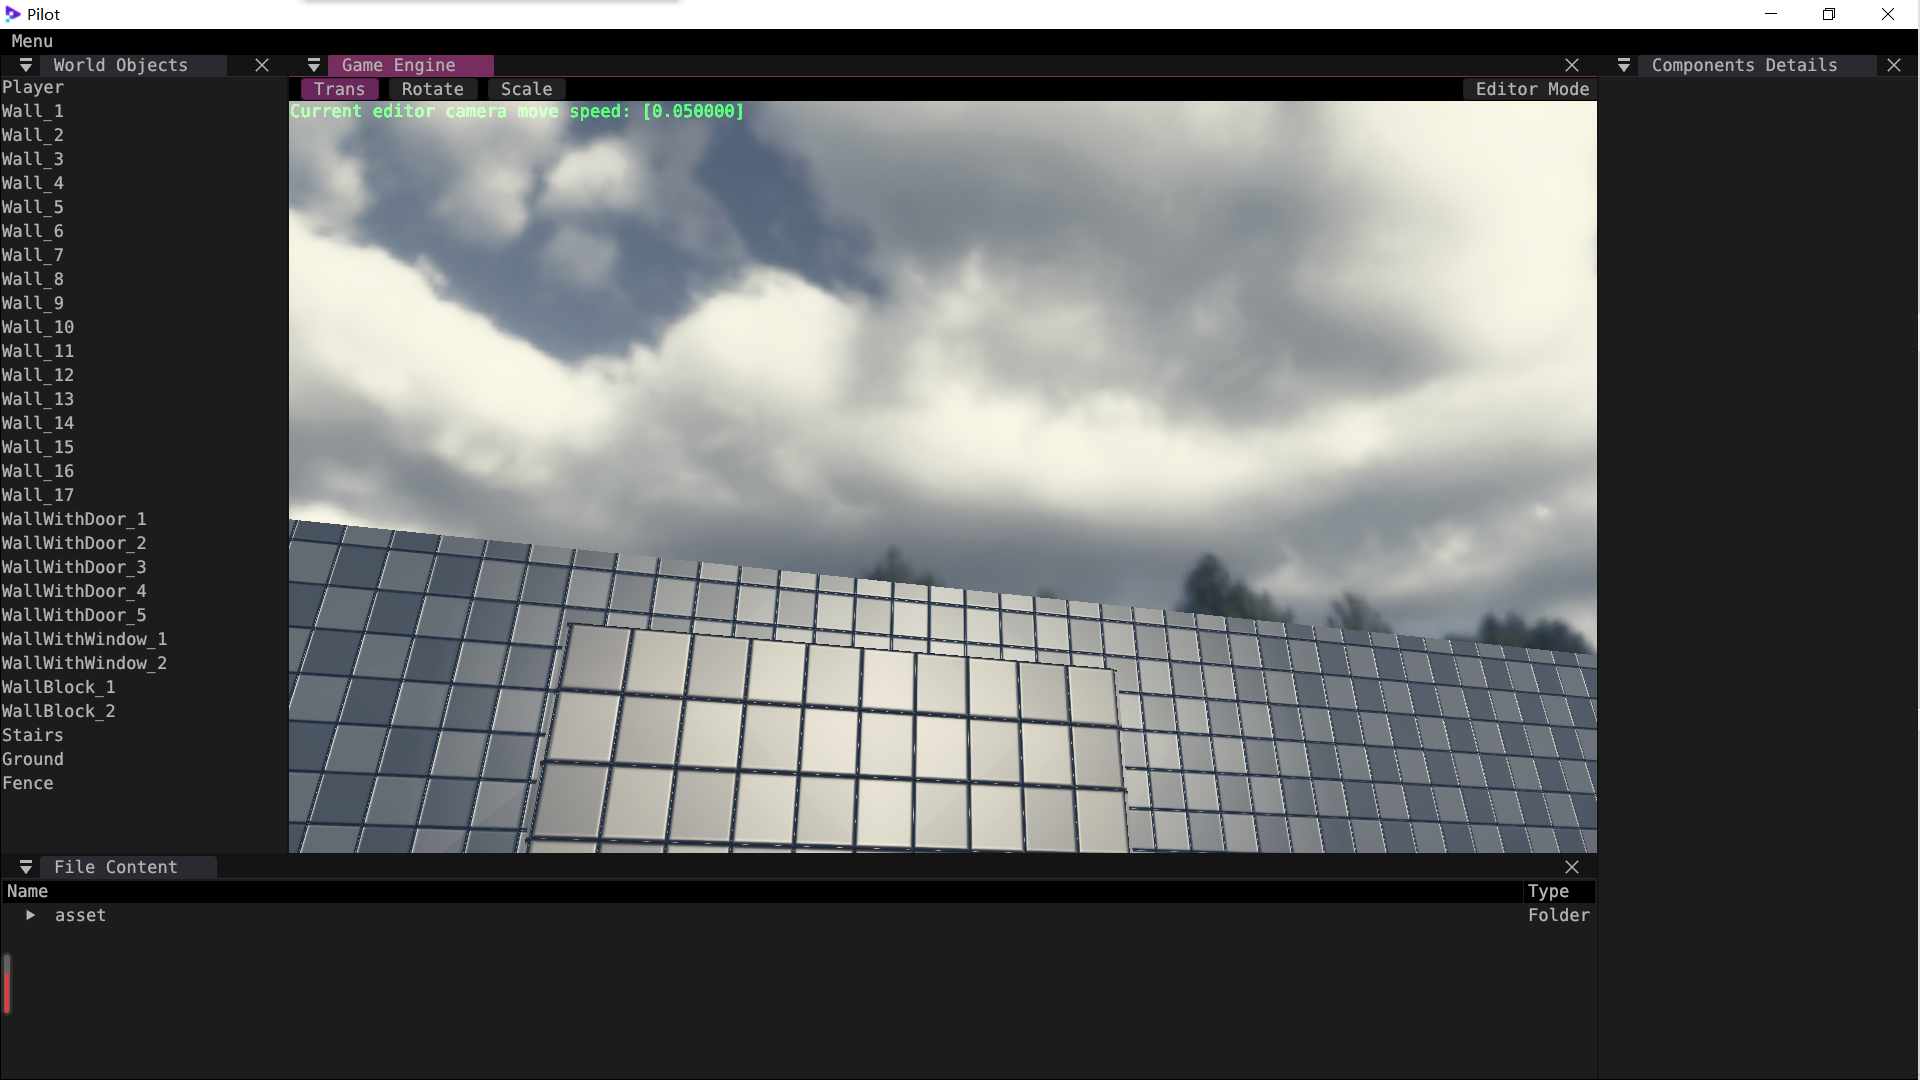 Pilot
Menu
World Objects
Game Engine
Components Details
Trans Rotate Scale Editor Mode
Current editor camera move speed: [0.050000]
Player
Wall_1
Wall_2
Wall_3
Wall_4
Wall_5
Wall_6
Wall_7
Wall_8
Wall_9
Wall_10
Wall_11
Wall_12
Wall_13
Wall_14
Wall_15
Wall_16
Wall_17
WallWithDoor_1
WallWithDoor_2
WallWithDoor_3
WallWithDoor_4
WallWithDoor_5
WallWithWindow_1
WallWithWindow_2
WallBlock_1
WallBlock_2
Stairs
Ground
Fence
File Content
Name Type
asset Folder